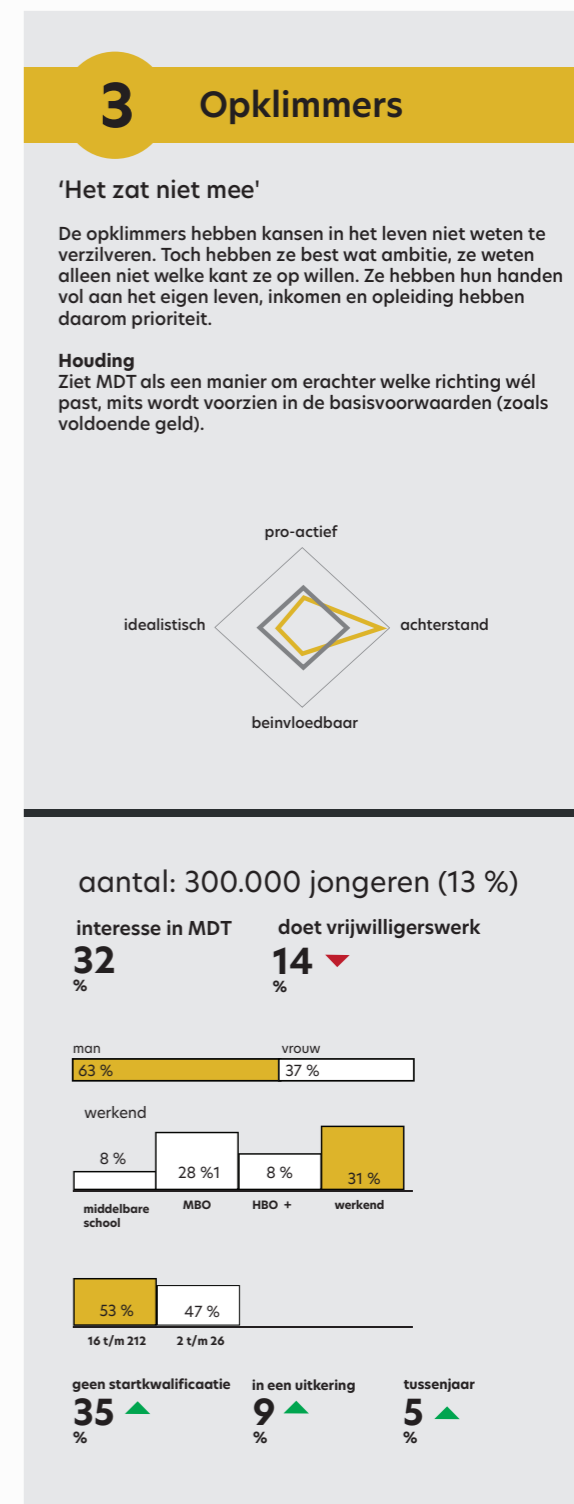 3 Opklimmers
‘Het zat niet mee'
De opklimmers hebben kansen in het leven niet weten te
verzilveren. Toch hebben ze best wat ambitie, ze weten
alleen niet welke kant ze op willen. Ze hebben hun handen
vol aan het eigen leven, inkomen en opleiding hebben
daarom prioriteit.
Houding
Ziet MDT als een manier om erachter welke richting wél
past, mits wordt voorzien in de basisvoorwaarden (zoals
voldoende geld).
pro-actief
idealistisch
achterstand
beinvloedbaar
aantal: 300.000 jongeren (13 %)
interesse in MDT
32
%
doet vrijwilligerswerk
14
%
man vrouw
63 % 37 %
werkend
8 % 28 %1 8 % 31 %
middelbare
school
MBO HBO + werkend
53 % 47 %
16 t/m 212 2 t/m 26
geen startkwalificaatie
35
%
in een uitkering
9
%
tussenjaar
5
%